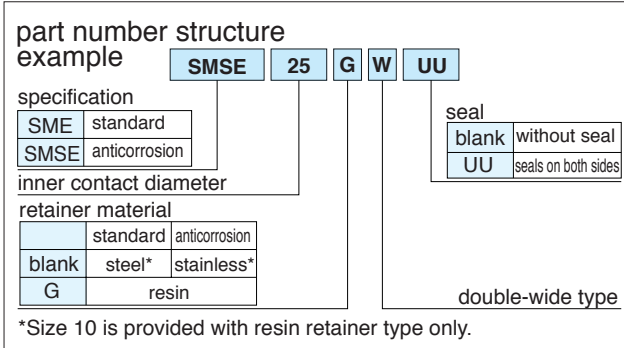 part number structure
example
SMSE 25 G W UU
specification
SME standard
SMSE anticorrosion
seal
blank without seal
UU seals on both sides
inner contact diameter
retainer material
standard anticorrosion
blank steel* stainless*
G resin
double-wide type
*Size 10 is provided with resin retainer type only.